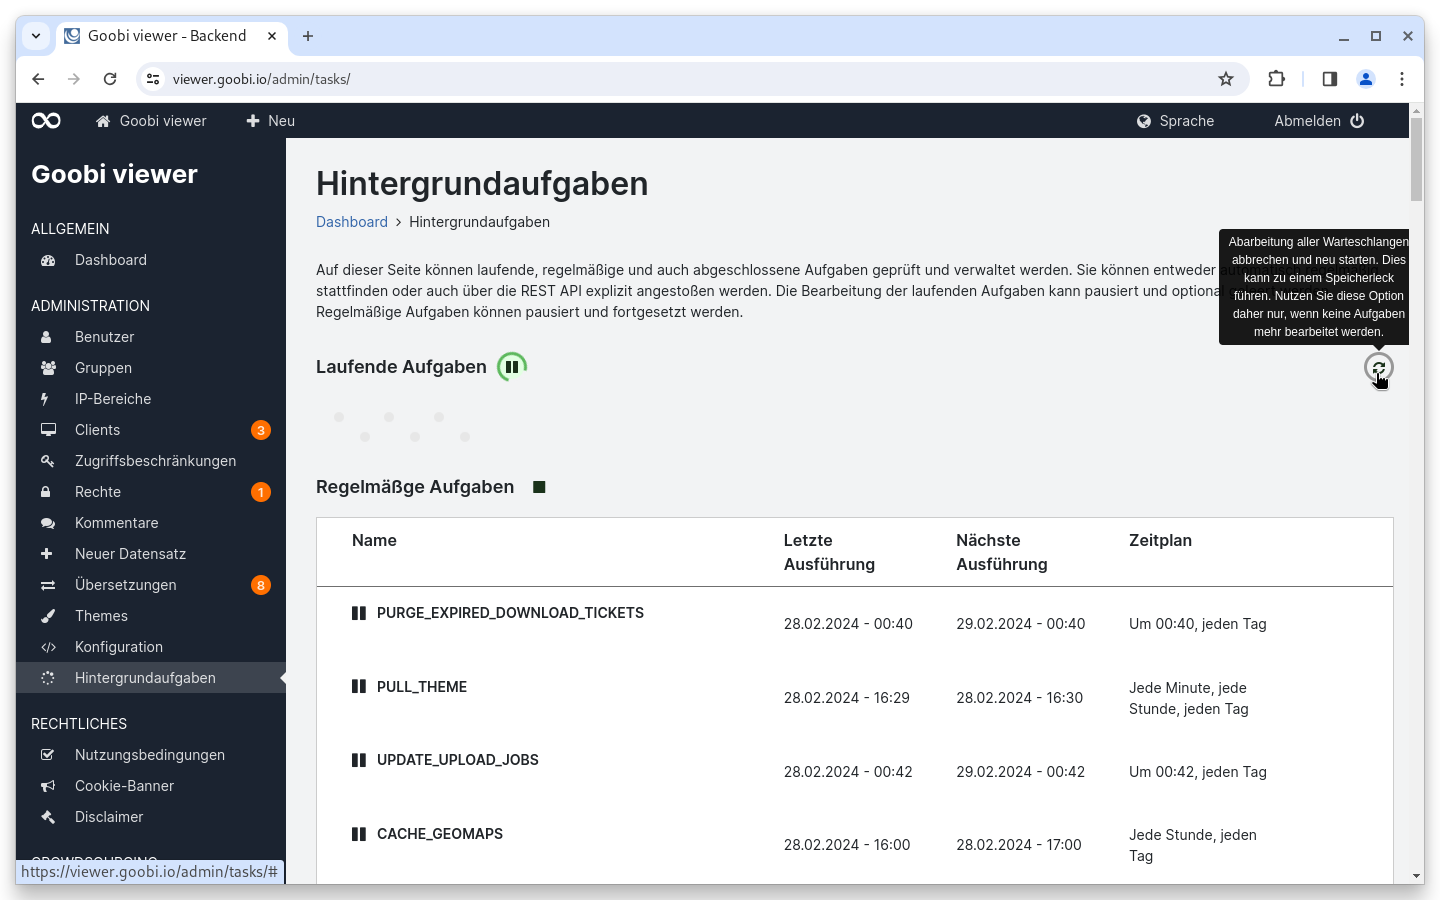 Goobi viewer - Backend
viewer.goobi.io/admin/tasks/
Goobi viewer
Neu
Sprache
Abmelden
Goobi viewer
ALLGEMEIN
Dashboard
ADMINISTRATION
Benutzer
Gruppen
IP-Bereiche
Clients 3
Zugriffsbeschränkungen
Rechte 1
Kommentare
Neuer Datensatz
Übersetzungen 8
Themes
Konfiguration
Hintergrundaufgaben
RECHTLICHES
Nutzungsbedingungen
Cookie-Banner
Disclaimer
CROWDSOURCING
https://viewer.goobi.io/admin/tasks/#
Hintergrundaufgaben
Dashboard > Hintergrundaufgaben
Auf dieser Seite können laufende, regelmäßige und auch abgeschlossene Aufgaben geprüft und verwaltet werden. Sie können entweder automatisch regelmäßig
stattfinden oder auch über die REST API explizit angestoßen werden. Die Bearbeitung der laufenden Aufgaben kann pausiert und optional
Regelmäßige Aufgaben können pausiert und fortgesetzt werden.
Abarbeitung aller Warteschlangen
abbrechen und neu starten. Dies
kann zu einem Speicherleck
führen. Nutzen Sie diese Option
daher nur, wenn keine Aufgaben
mehr bearbeitet werden.
Laufende Aufgaben
Regelmäßge Aufgaben
Name Letzte Ausführung Nächste Ausführung Zeitplan
PURGE_EXPIRED_DOWNLOAD_TICKETS 28.02.2024 - 00:40 29.02.2024 - 00:40 Um 00:40, jeden Tag
PULL_THEME 28.02.2024 - 16:29 28.02.2024 - 16:30 Jede Minute, jede Stunde, jeden Tag
UPDATE_UPLOAD_JOBS 28.02.2024 - 00:42 29.02.2024 - 00:42 Um 00:42, jeden Tag
CACHE_GEOMAPS 28.02.2024 - 16:00 28.02.2024 - 17:00 Jede Stunde, jeden Tag